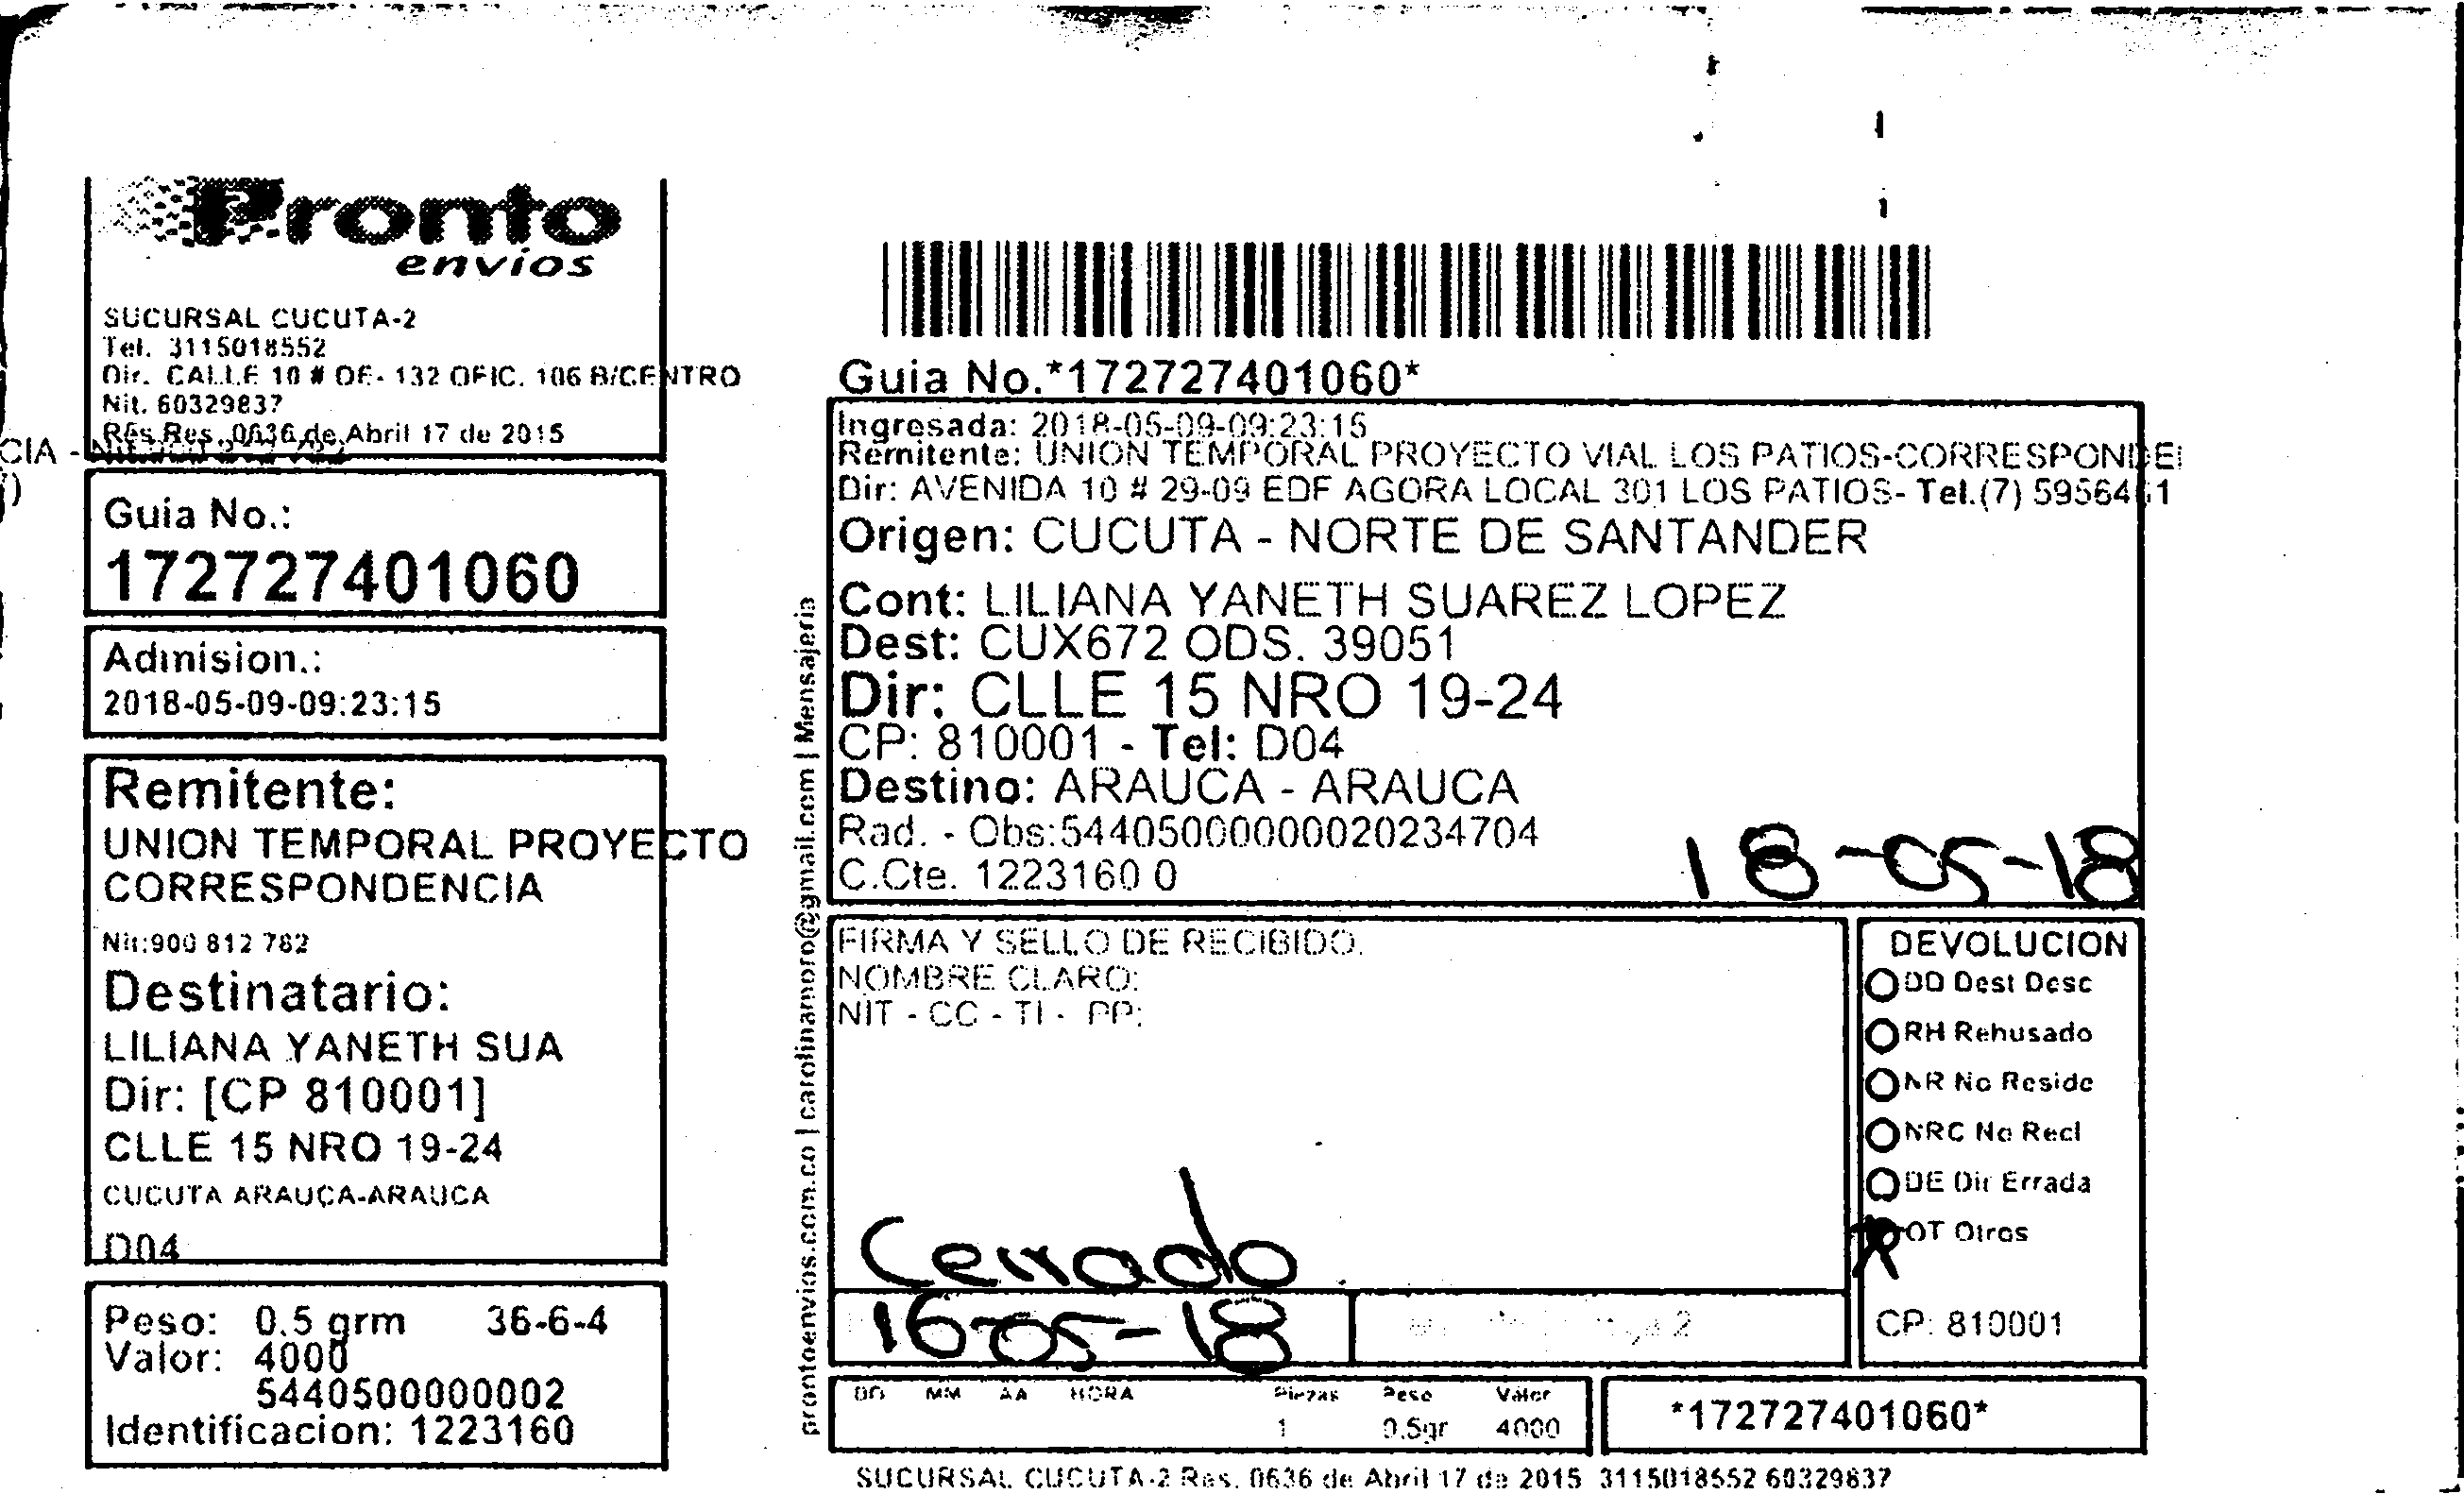 Pronto
envios
SUCURSAL CUCUTA-2
Tel. 3115018552
Dir. CALLE 10 # OE- 132 OFIC. 106 B/CENTRO
Nit. 60329837
Res Res. 0636 de Abril 17 de 2015
CIA -
Guia No.:
172727401060
Admision.:
2018-05-09-09:23:15
Remitente:
UNION TEMPORAL PROYECTO
CORRESPONDENCIA
Nit:900 812 782
Destinatario:
LILIANA YANETH SUA
Dir: [CP 810001]
CLLE 15 NRO 19-24
CUCUTA ARAUCA-ARAUCA
D04
Peso: 0.5 grm 36-6-4
Valor: 4000
5440500000002
Identificacion: 1223160
prontoenvios.com.co | carolinamoro@gmail.com | Mensajeria
Guia No.*172727401060*
Ingresada: 2018-05-09-09:23:15
Remitente: UNION TEMPORAL PROYECTO VIAL LOS PATIOS-CORRESPONDE
Dir: AVENIDA 10 # 29-09 EDF AGORA LOCAL 301 LOS PATIOS- Tel.(7) 5956461
Origen: CUCUTA - NORTE DE SANTANDER
Cont: LILIANA YANETH SUAREZ LOPEZ
Dest: CUX672 ODS. 39051
Dir: CLLE 15 NRO 19-24
CP: 810001 - Tel: D04
Destino: ARAUCA - ARAUCA
Rad. - Obs:544050000000020234704
C.Cte. 1223160 0
18-05-18
FIRMA Y SELLO DE RECIBIDO.
NOMBRE CLARO:
NIT - CC - TI - PP:
Cerrado
16-05-18
DEVOLUCION
DD Dest Desc
RH Rehusado
NR No Reside
NRC No Recl
DE Dir Errada
OT Otros
CP: 810001
DD MM AA HORA Piezas Peso Valor
1 0.5gr 4000
*172727401060*
SUCURSAL CUCUTA-2 Res. 0636 de Abril 17 de 2015 3115018552 60329837